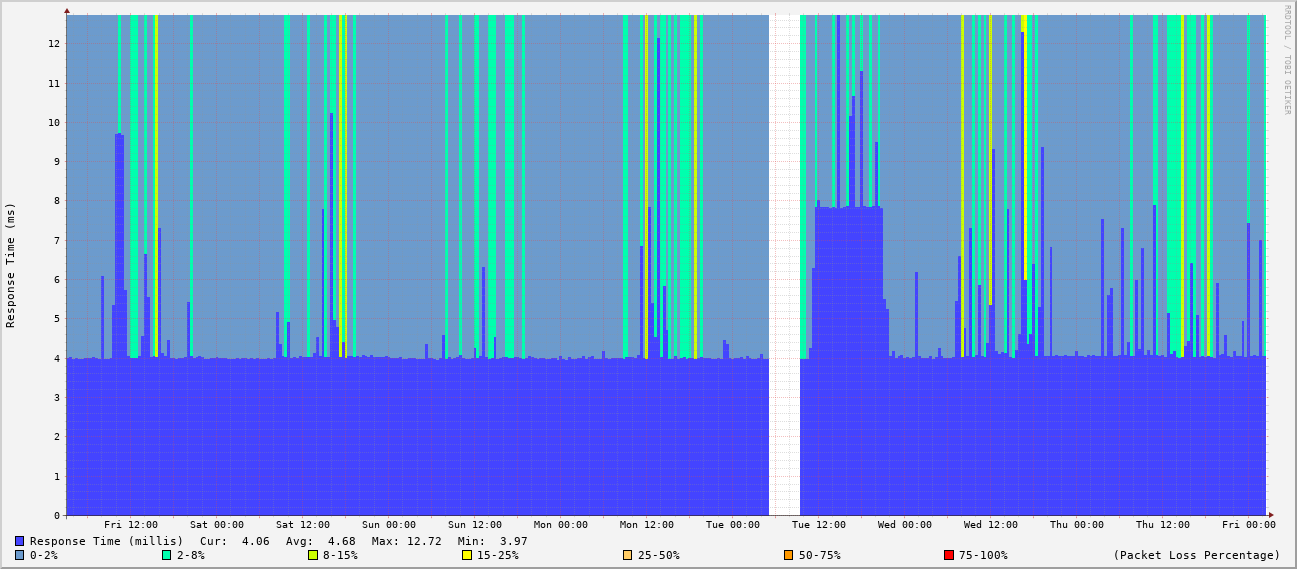 RRDTOOL / TOBI OETIKER
Response Time (ms)
12
11
10
9
8
7
6
5
4
3
2
1
0
Fri 12:00 Sat 00:00 Sat 12:00 Sun 00:00 Sun 12:00 Mon 00:00 Mon 12:00 Tue 00:00 Tue 12:00 Wed 00:00 Wed 12:00 Thu 00:00 Thu 12:00 Fri 00:00
Response Time (millis) Cur: 4.06 Avg: 4.68 Max: 12.72 Min: 3.97
0-2% 2-8% 8-15% 15-25% 25-50% 50-75% 75-100% (Packet Loss Percentage)